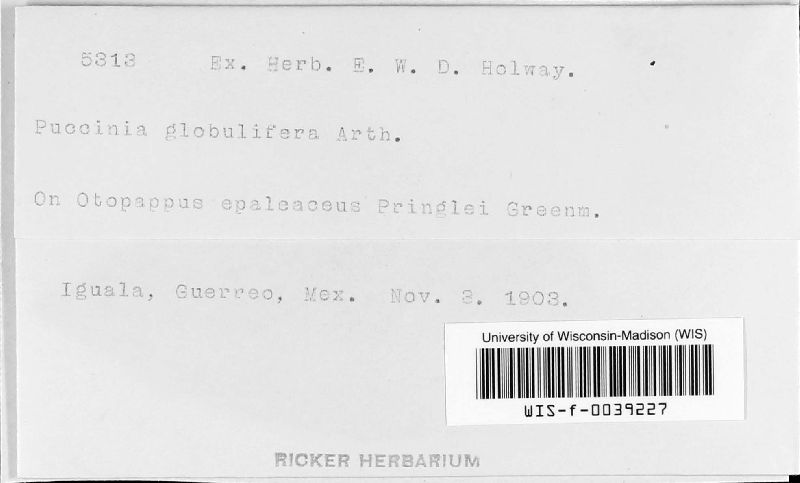 5313 Ex. Herb. E. W. D. Holway.
Puccinia globulifera Arth.
On Otopappus epaleaceus Pringlei Greenm.
Iguala, Guerreo, Mex. Nov. 3. 1903.
University of Wisconsin-Madison (WIS)
WIS-f-0039227
RICKER HERBARIUM